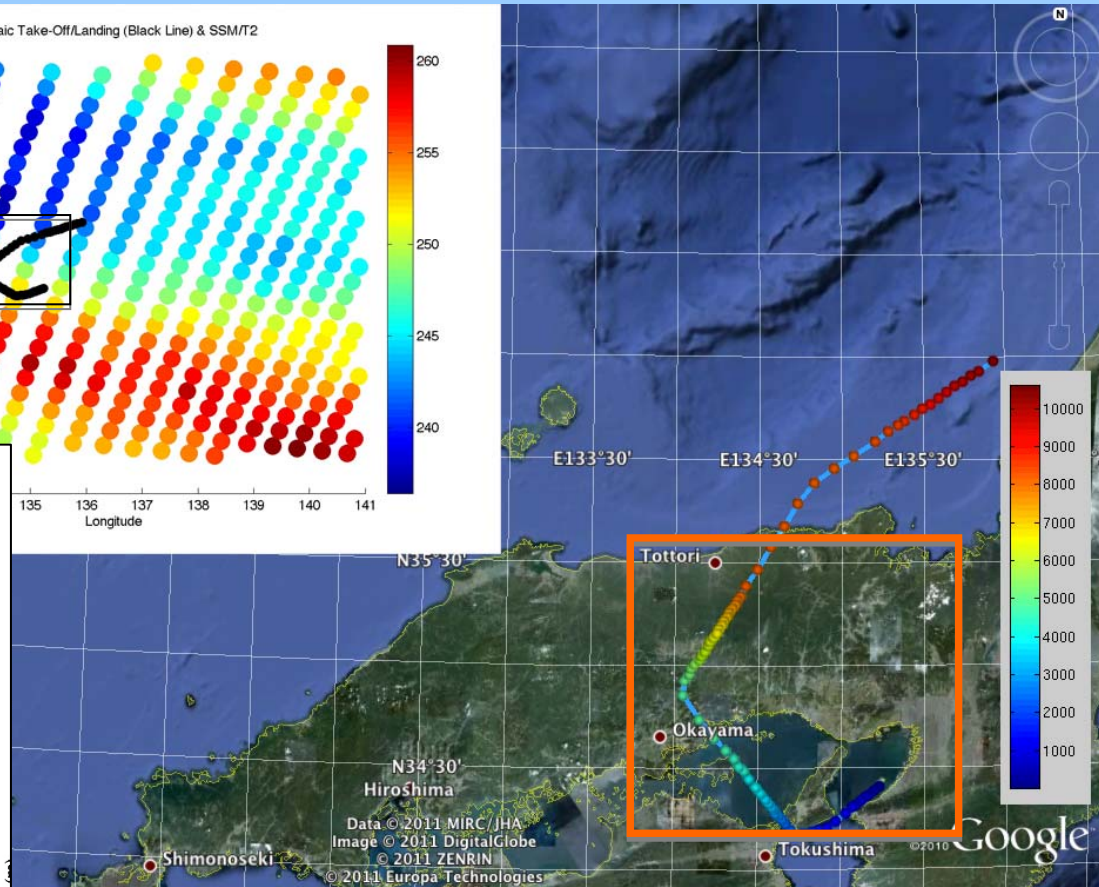 aic Take-Off/Landing (Black Line) & SSM/T2
260
255
250
245
240
135 136 137 138 139 140 141
Longitude
N
E133°30' E134°30' E135°30'
N35°30'
Tottori
Okayama
N34°30'
Hiroshima
Data © 2011 MIRC/JHA
Image © 2011 DigitalGlobe
© 2011 ZENRIN
© 2011 Europa Technologies
Shimonoseki
Tokushima
©2010 Google
10000
9000
8000
7000
6000
5000
4000
3000
2000
1000